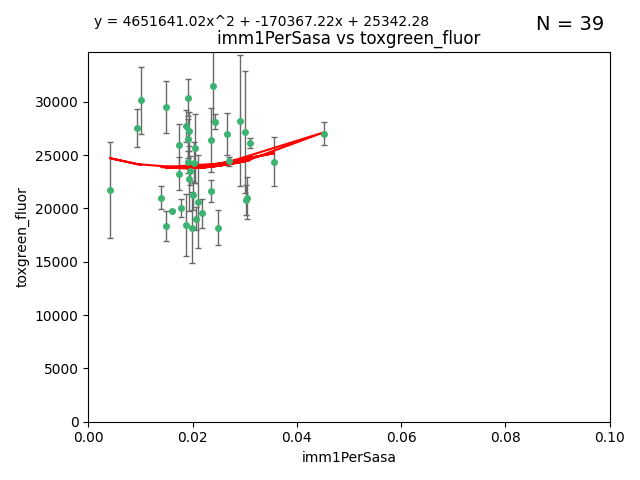 y = 4651641.02x^2 + -170367.22x + 25342.28
N = 39
imm1PerSasa vs toxgreen_fluor
toxgreen_fluor
30000
25000
20000
15000
10000
5000
0
0.00 0.02 0.04 0.06 0.08 0.10
imm1PerSasa